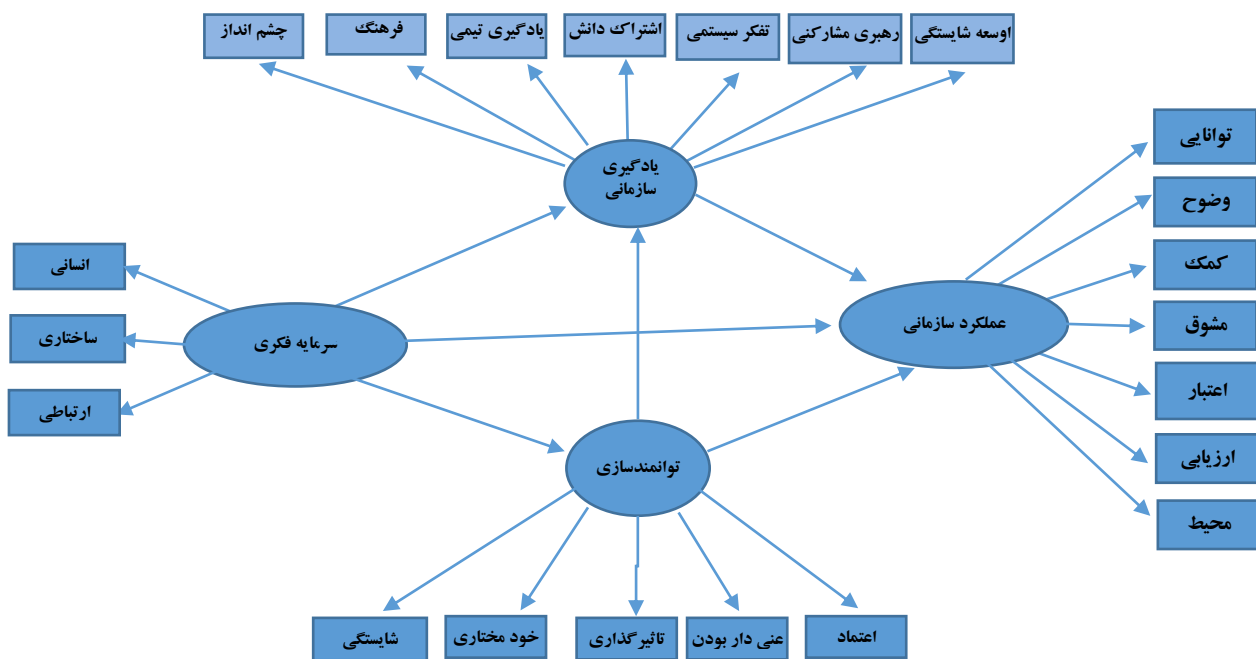 اوسعه شایستگی
رهبری مشارکنی
تفکر سیستمی
اشتراک دانش
یادگیری تیمی
فرهنگ
چشم انداز
یادگیری
سازمانی
توانایی
وضوح
کمک
مشوق
اعتبار
ارزیابی
محیط
عملکرد سازمانی
سرمایه فکری
انسانی
ساختاری
ارتباطی
توانمندسازی
اعتماد
عنی دار بودن
تاثیرگذاری
خود مختاری
شایستگی